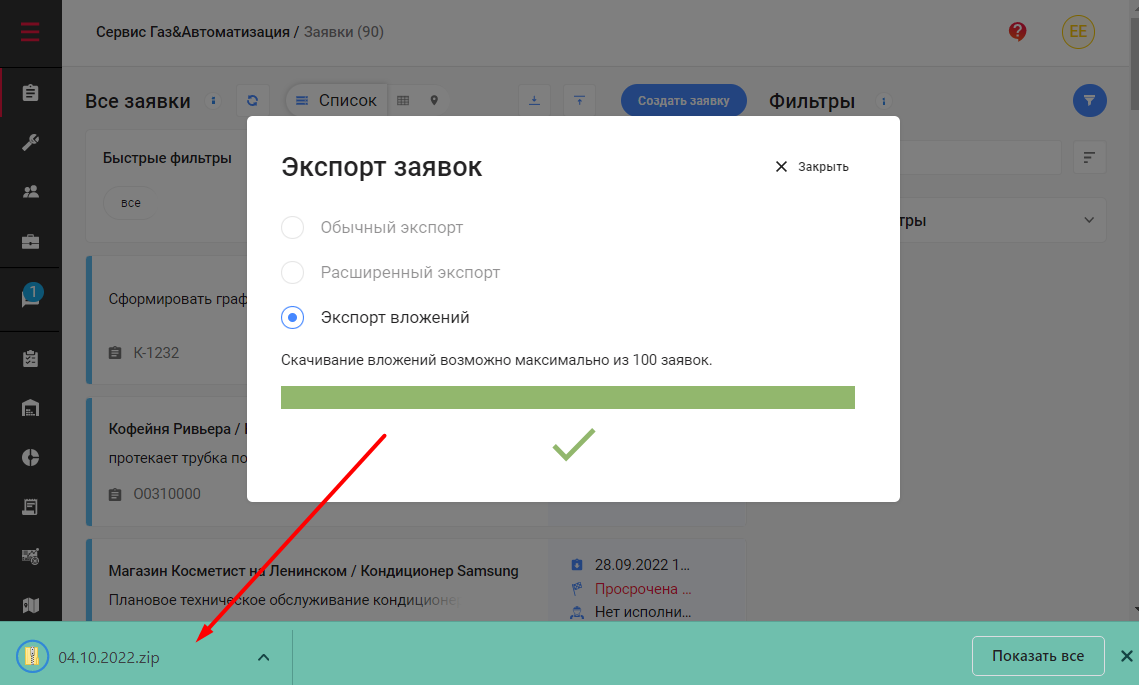 Сервис Газ&Автоматизация / Заявки (90)
EE
Все заявки
Список
Создать заявку
Фильтры
Быстрые фильтры
все
Экспорт заявок
Закрыть
Обычный экспорт
Расширенный экспорт
Экспорт вложений
Скачивание вложений возможно максимально из 100 заявок.
тры
1
Сформировать граф
К-1232
Кофейня Ривьера /
протекает трубка по
О0310000
Магазин Косметист на Ленинском / Кондиционер Samsung
Плановое техническое обслуживание кондиционе
28.09.2022 1...
Просрочена ...
Нет исполни...
04.10.2022.zip
Показать все